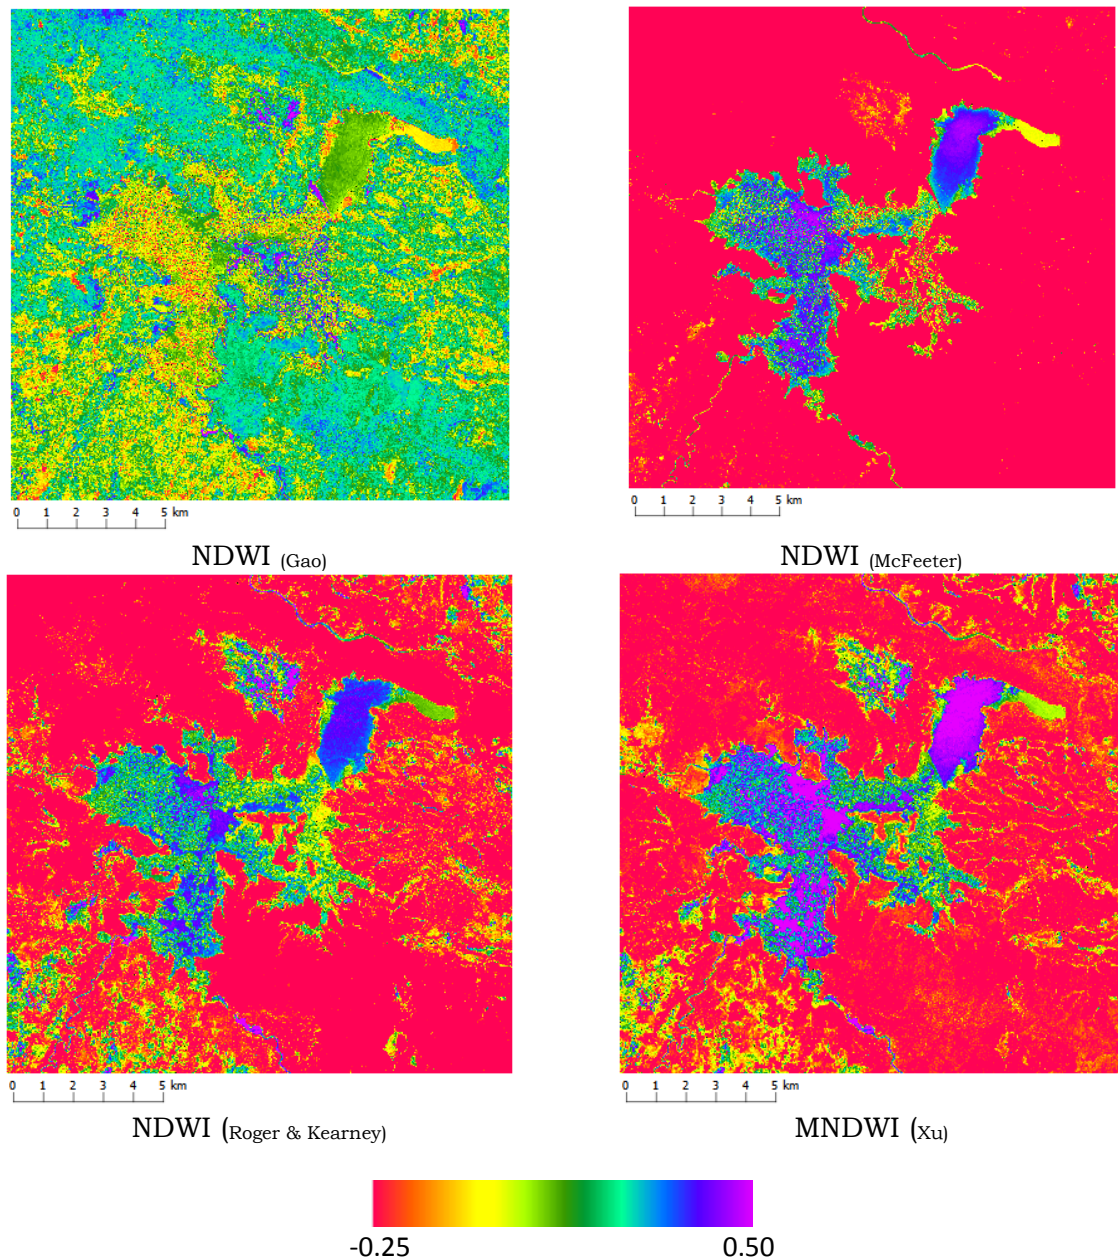 0 1 2 3 4 5 km
0 1 2 3 4 5 km
NDWI (Gao)
NDWI (McFeeter)
0 1 2 3 4 5 km
0 1 2 3 4 5 km
NDWI (Roger & Kearney)
MNDWI (Xu)
-0.25 0.50